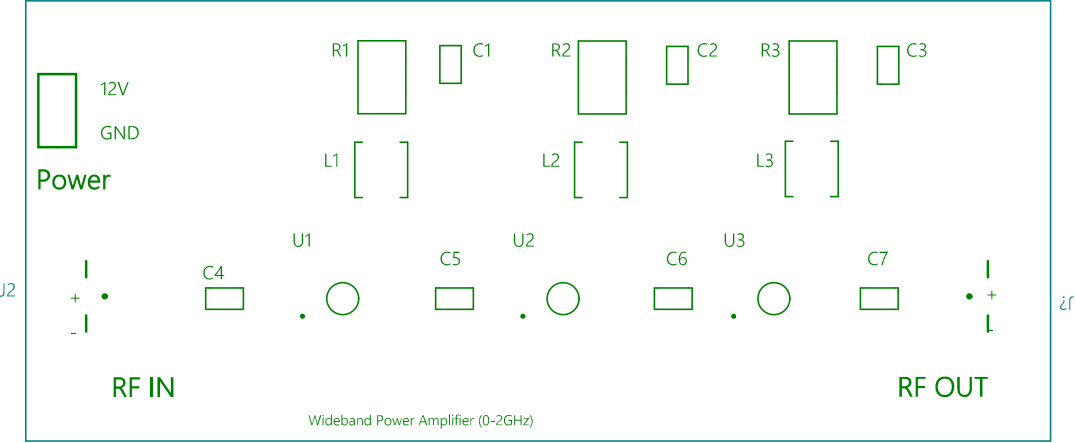 R1 C1 R2 C2 R3 C3
12V
GND
L1 L2 L3
Power
U1 U2 U3
C4 C5 C6 C7
J2
+ +
- -
RF IN RF OUT
Wideband Power Amplifier (0-2GHz)